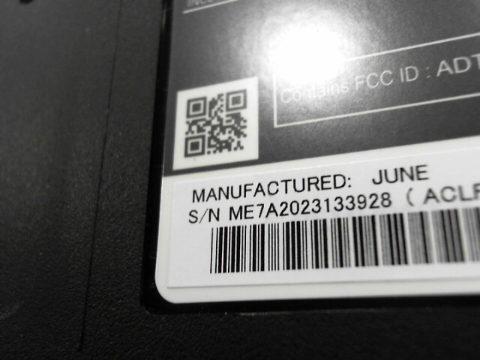 Contains FCC ID : ADT
MANUFACTURED: JUNE
S/N ME7A2023133928 ( ACLF